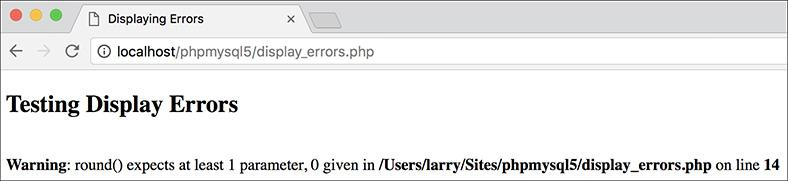 Displaying Errors
localhost/phpmysql5/display_errors.php
Testing Display Errors
Warning: round() expects at least 1 parameter, 0 given in /Users/larry/Sites/phpmysql5/display_errors.php on line 14